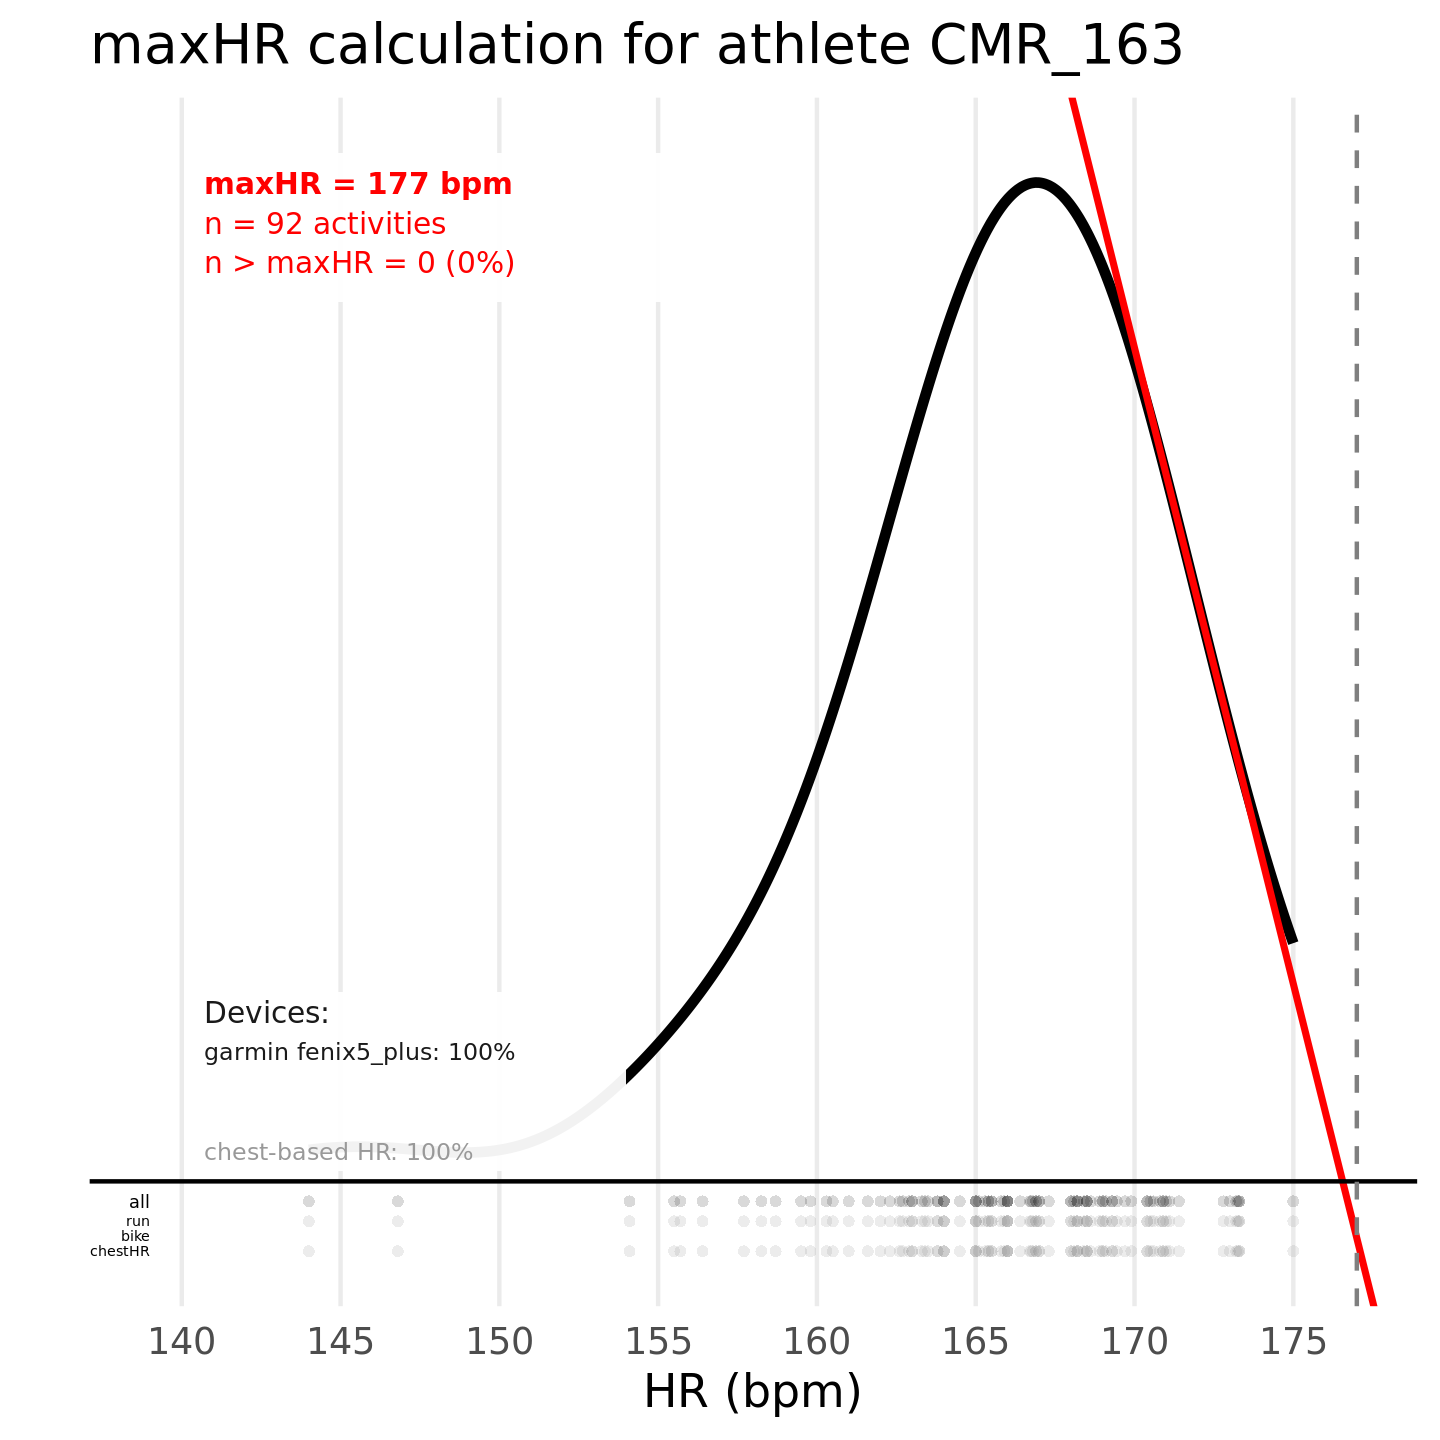 maxHR calculation for athlete CMR_163
maxHR = 177 bpm
n = 92 activities
n > maxHR = 0 (0%)
Devices:
garmin fenix5_plus: 100%
chest-based HR: 100%
all
run
bike
chestHR
140 145 150 155 160 165 170 175
HR (bpm)